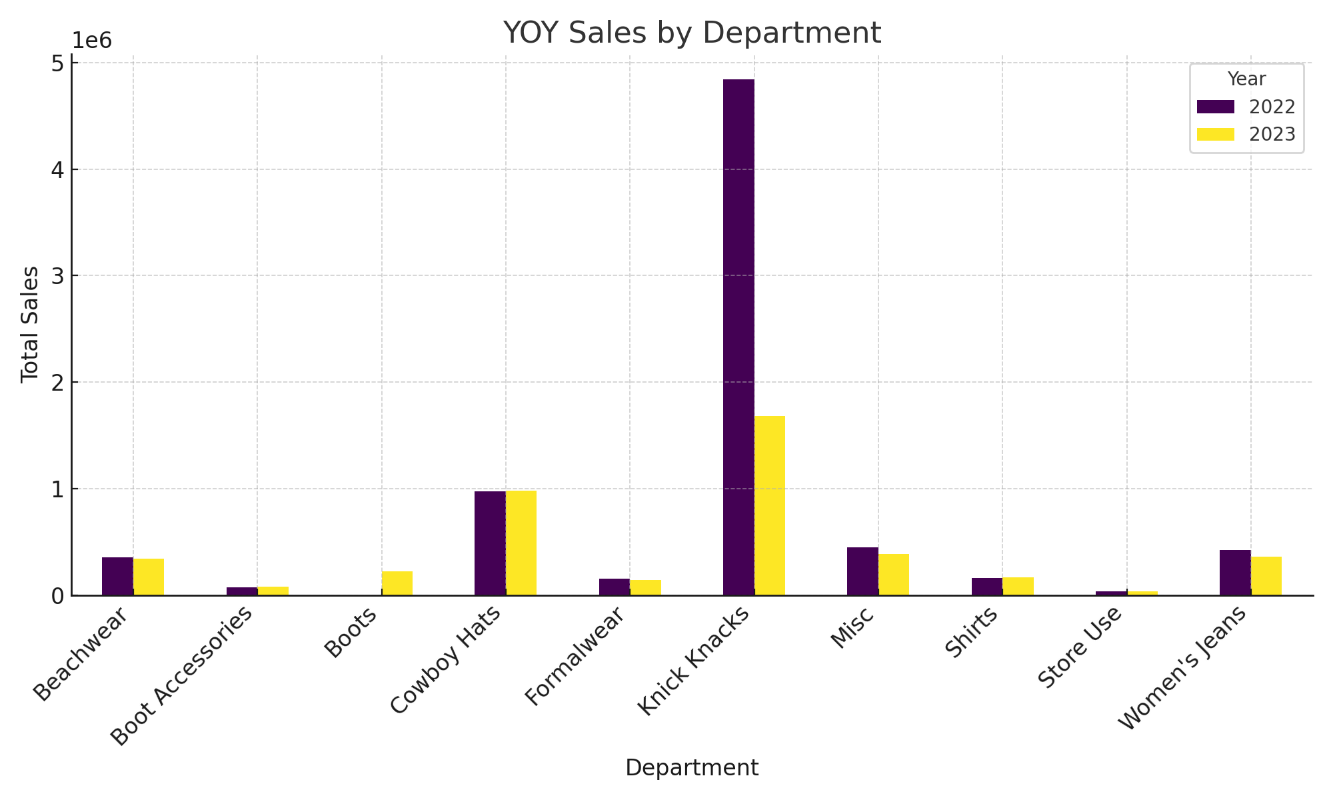 YOY Sales by Department
1e6
5
4
3
2
1
0
Total Sales
Year
2022
2023
Beachwear
Boot Accessories
Boots
Cowboy Hats
Formalwear
Knick Knacks
Misc
Shirts
Store Use
Women's Jeans
Department